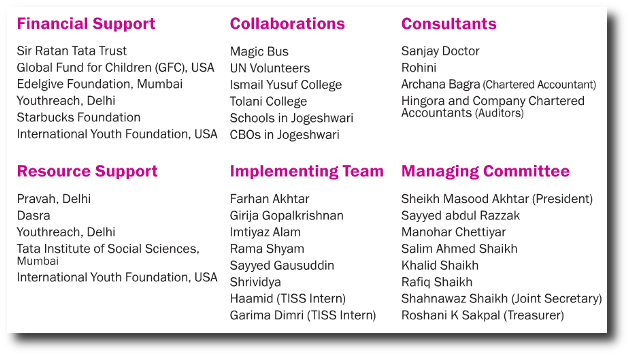 Financial Support
Sir Ratan Tata Trust
Global Fund for Children (GFC), USA
Edelgive Foundation, Mumbai
Youthreach, Delhi
Starbucks Foundation
International Youth Foundation, USA
Collaborations
Magic Bus
UN Volunteers
Ismail Yusuf College
Tolani College
Schools in Jogeshwari
CBOs in Jogeshwari
Consultants
Sanjay Doctor
Rohini
Archana Bagra (Chartered Accountant)
Hingora and Company Chartered
Accountants (Auditors)
Resource Support
Pravah, Delhi
Dasra
Youthreach, Delhi
Tata Institute of Social Sciences,
Mumbai
International Youth Foundation, USA
Implementing Team
Farhan Akhtar
Girija Gopalkrishnan
Imtiyaz Alam
Rama Shyam
Sayyed Gausuddin
Shrividya
Haamid (TISS Intern)
Garima Dimri (TISS Intern)
Managing Committee
Sheikh Masood Akhtar (President)
Sayyed abdul Razzak
Manohar Chettiyar
Salim Ahmed Shaikh
Khalid Shaikh
Rafiq Shaikh
Shahnawaz Shaikh (Joint Secretary)
Roshani K Sakpal (Treasurer)